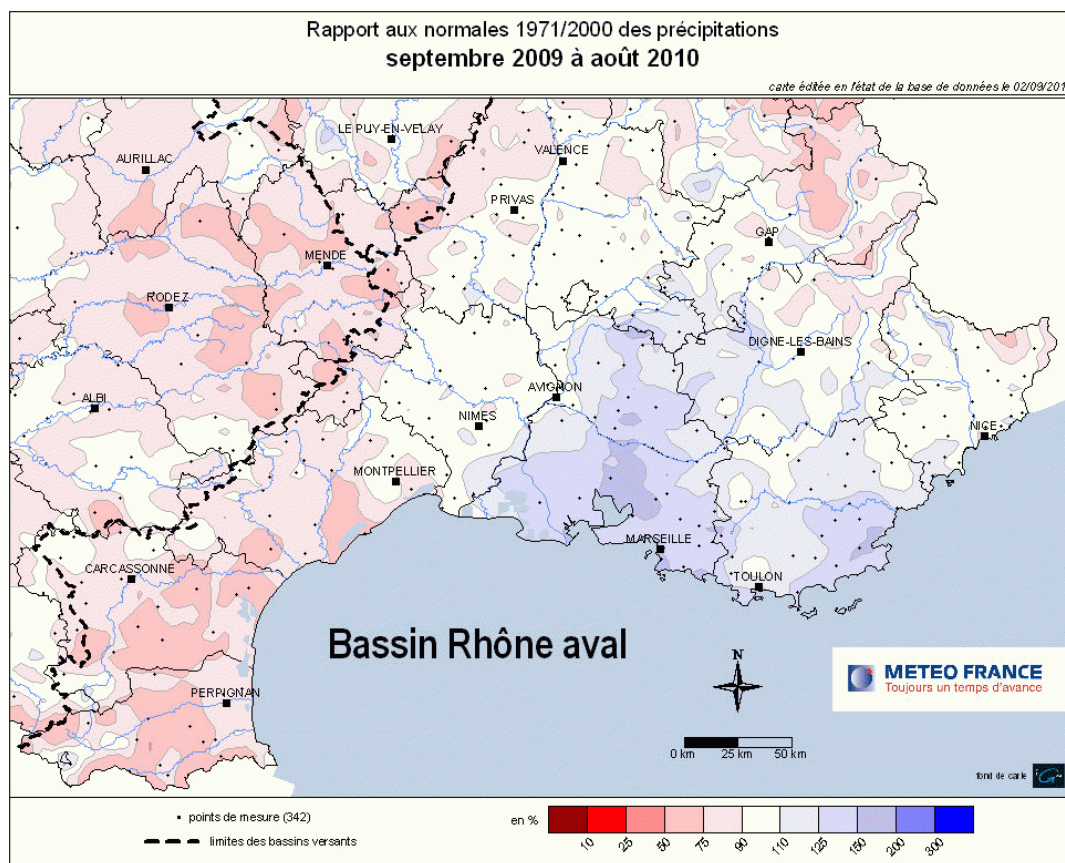 Rapport aux normales 1971/2000 des précipitations
septembre 2009 à août 2010
carte éditée en l'état de la base de données le 02/09/201
LE PUY-EN-VELAY
AURILLAC
VALENCE
PRIVAS
GAP
MENDE
RODEZ
DIGNE-LES-BAINS
AVIGNON
ALBI
NIMES
NICE
MONTPELLIER
MARSEILLE
CARCASSONNE
TOULON
Bassin Rhône aval
N
METEO FRANCE
Toujours un temps d'avance
PERPIGNAN
0 km 25 km 50 km
fond de carte
points de mesure (342)
limites des bassins versants
en %
10 25 50 75 90 110 125 150 200 300